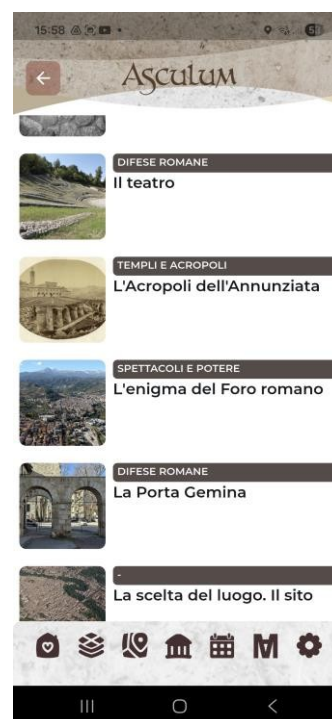 15:58
Asculum
DIFESE ROMANE
Il teatro
TEMPLI E ACROPOLI
L'Acropoli dell'Annunziata
SPETTACOLI E POTERE
L'enigma del Foro romano
DIFESE ROMANE
La Porta Gemina
-
La scelta del luogo. Il sito